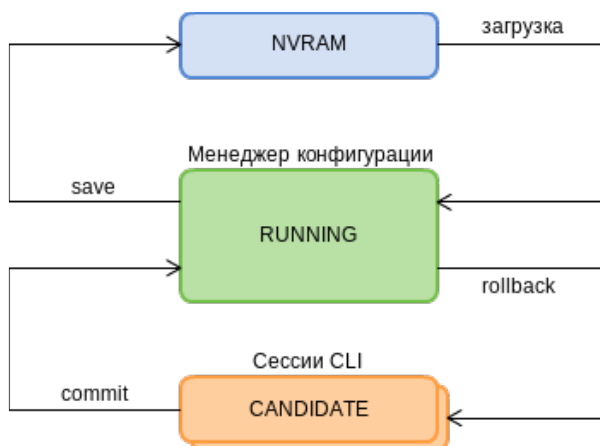 загрузка
NVRAM
Менеджер конфигурации
save
RUNNING
rollback
Сессии CLI
commit
CANDIDATE